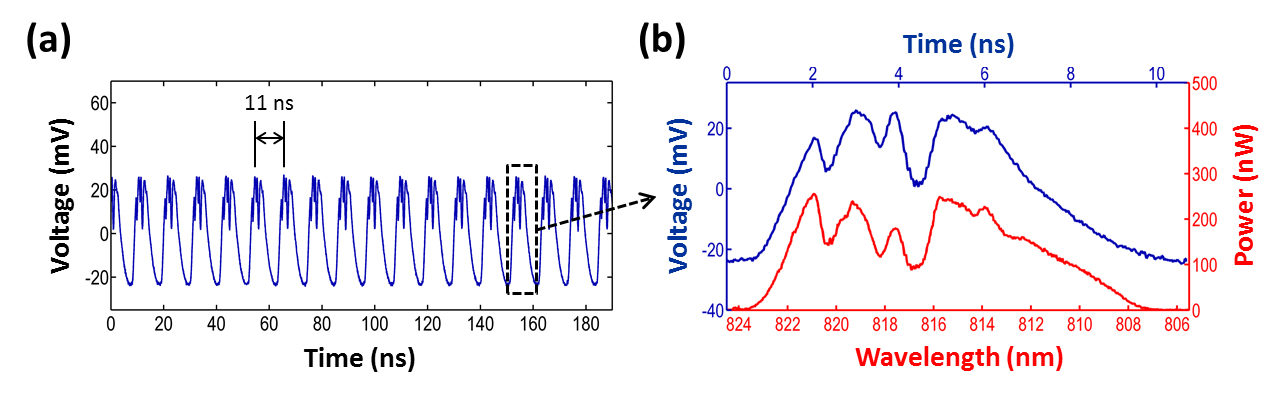 (a)
11 ns
Voltage (mV)
60
40
20
0
-20
0 20 40 60 80 100 120 140 160
Time (ns)
(b)
Time (ns)
0 2 4 6 8 10
Voltage (mV)
20
0
-20
-40
500
400
300
200
100
0
Power (nW)
824 822 820 818 816 814 812 810 808 806
Wavelength (nm)